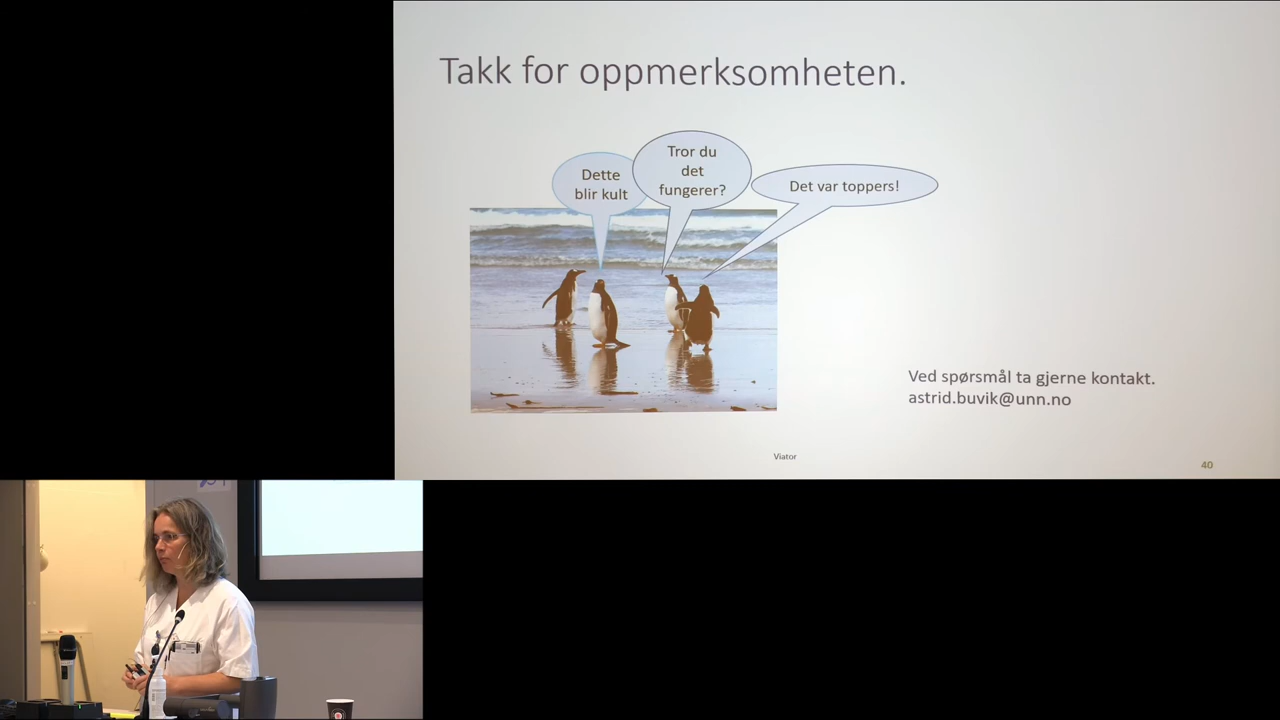 Takk for oppmerksomheten.
Dette
blir kult
Tror du
det
fungerer?
Det var toppers!
Ved spørsmål ta gjerne kontakt.
astrid.buvik@unn.no
Viator
40